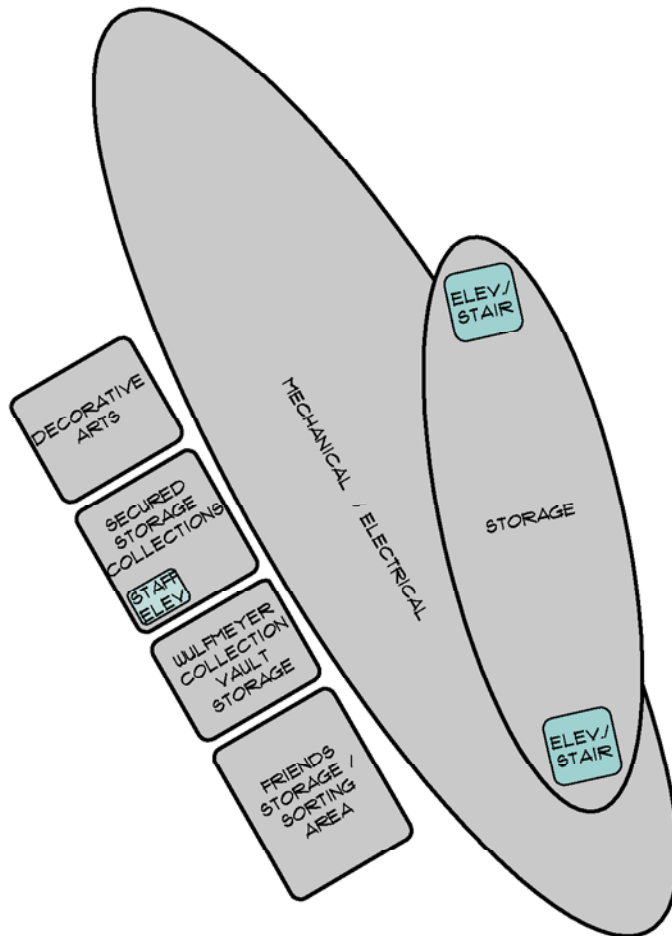 ELEV./
STAIR
DECORATIVE
ARTS
MECHANICAL / ELECTRICAL
SECURED
STORAGE
COLLECTIONS
STORAGE
STAFF
ELEV.
WULFMEYER
COLLECTION
VAULT
STORAGE
ELEV./
STAIR
FRIENDS
STORAGE /
SORTING
AREA